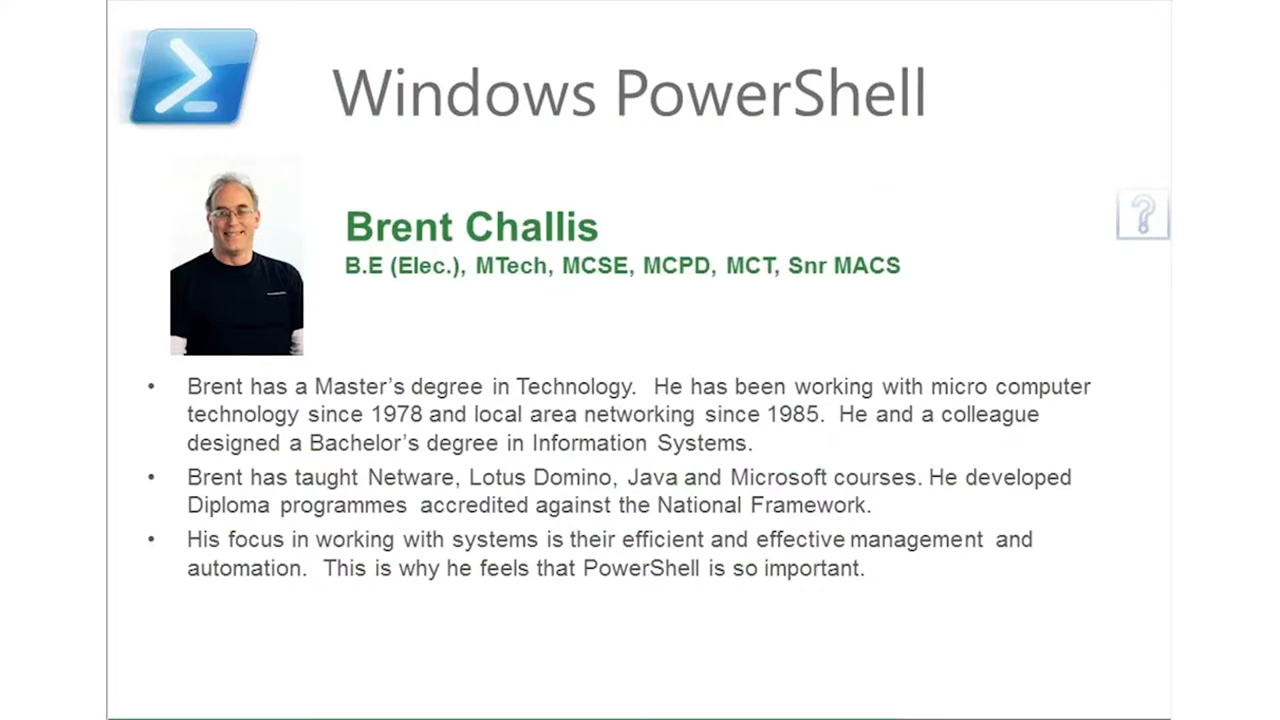 Windows PowerShell
Brent Challis
B.E (Elec.), MTech, MCSE, MCPD, MCT, Snr MACS
• Brent has a Master’s degree in Technology. He has been working with micro computer
technology since 1978 and local area networking since 1985. He and a colleague
designed a Bachelor’s degree in Information Systems.
• Brent has taught Netware, Lotus Domino, Java and Microsoft courses. He developed
Diploma programmes accredited against the National Framework.
• His focus in working with systems is their efficient and effective management and
automation. This is why he feels that PowerShell is so important.